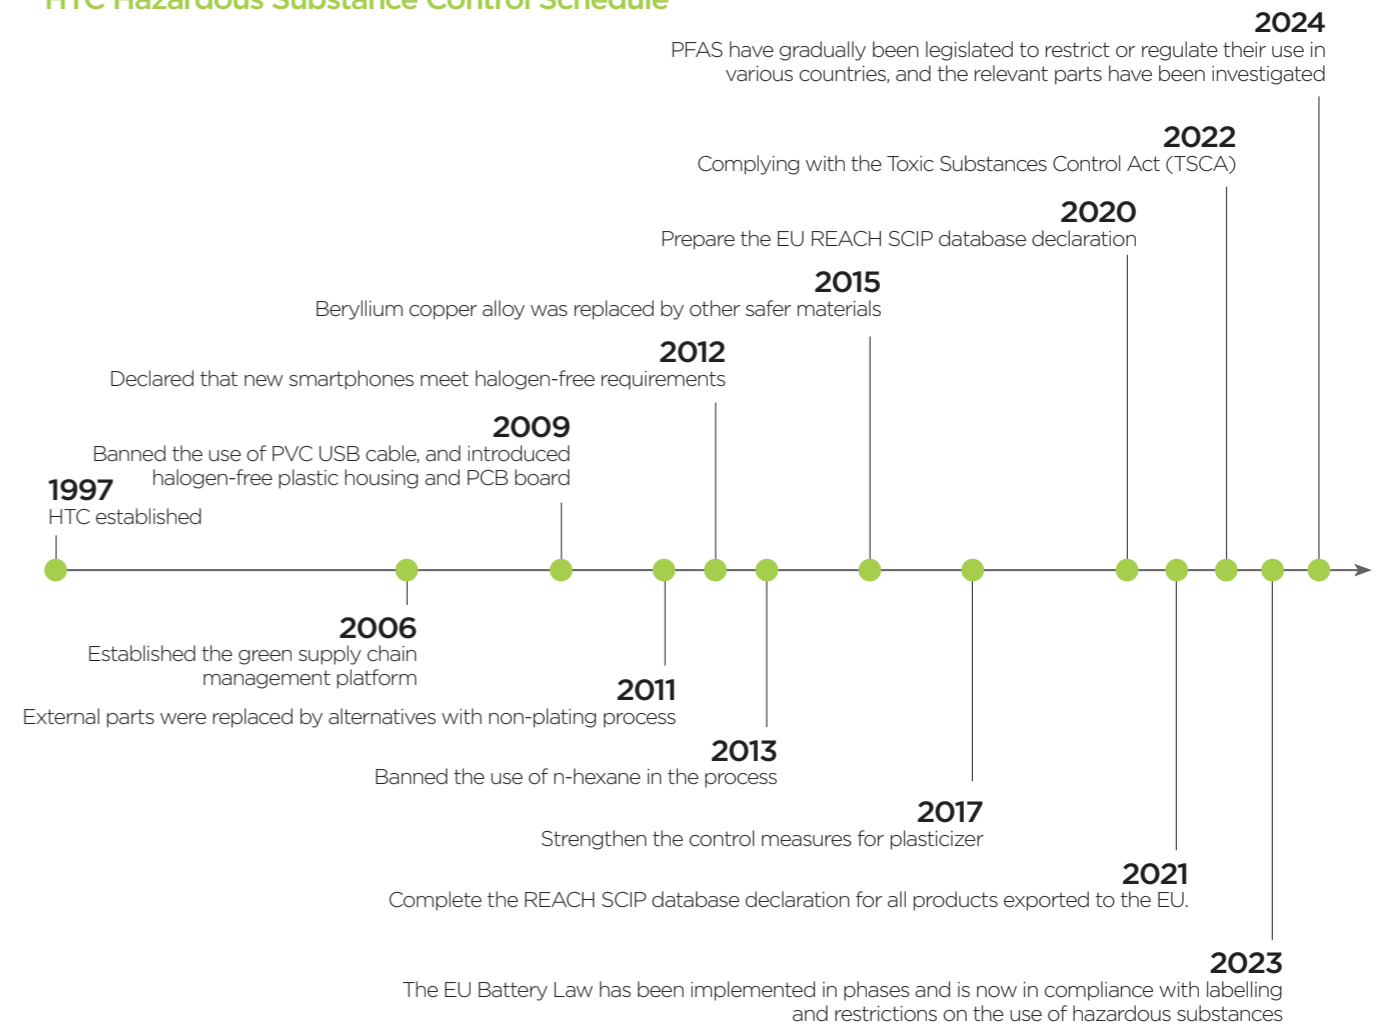 HTC Hazardous Substance Control Schedule
2024
PFAS have gradually been legislated to restrict or regulate their use in
various countries, and the relevant parts have been investigated
2022
Complying with the Toxic Substances Control Act (TSCA)
2020
Prepare the EU REACH SCIP database declaration
2015
Beryllium copper alloy was replaced by other safer materials
2012
Declared that new smartphones meet halogen-free requirements
2009
Banned the use of PVC USB cable, and introduced
halogen-free plastic housing and PCB board
1997
HTC established
2006
Established the green supply chain
management platform
2011
External parts were replaced by alternatives with non-plating process
2013
Banned the use of n-hexane in the process
2017
Strengthen the control measures for plasticizer
2021
Complete the REACH SCIP database declaration for all products exported to the EU.
2023
The EU Battery Law has been implemented in phases and is now in compliance with labelling
and restrictions on the use of hazardous substances